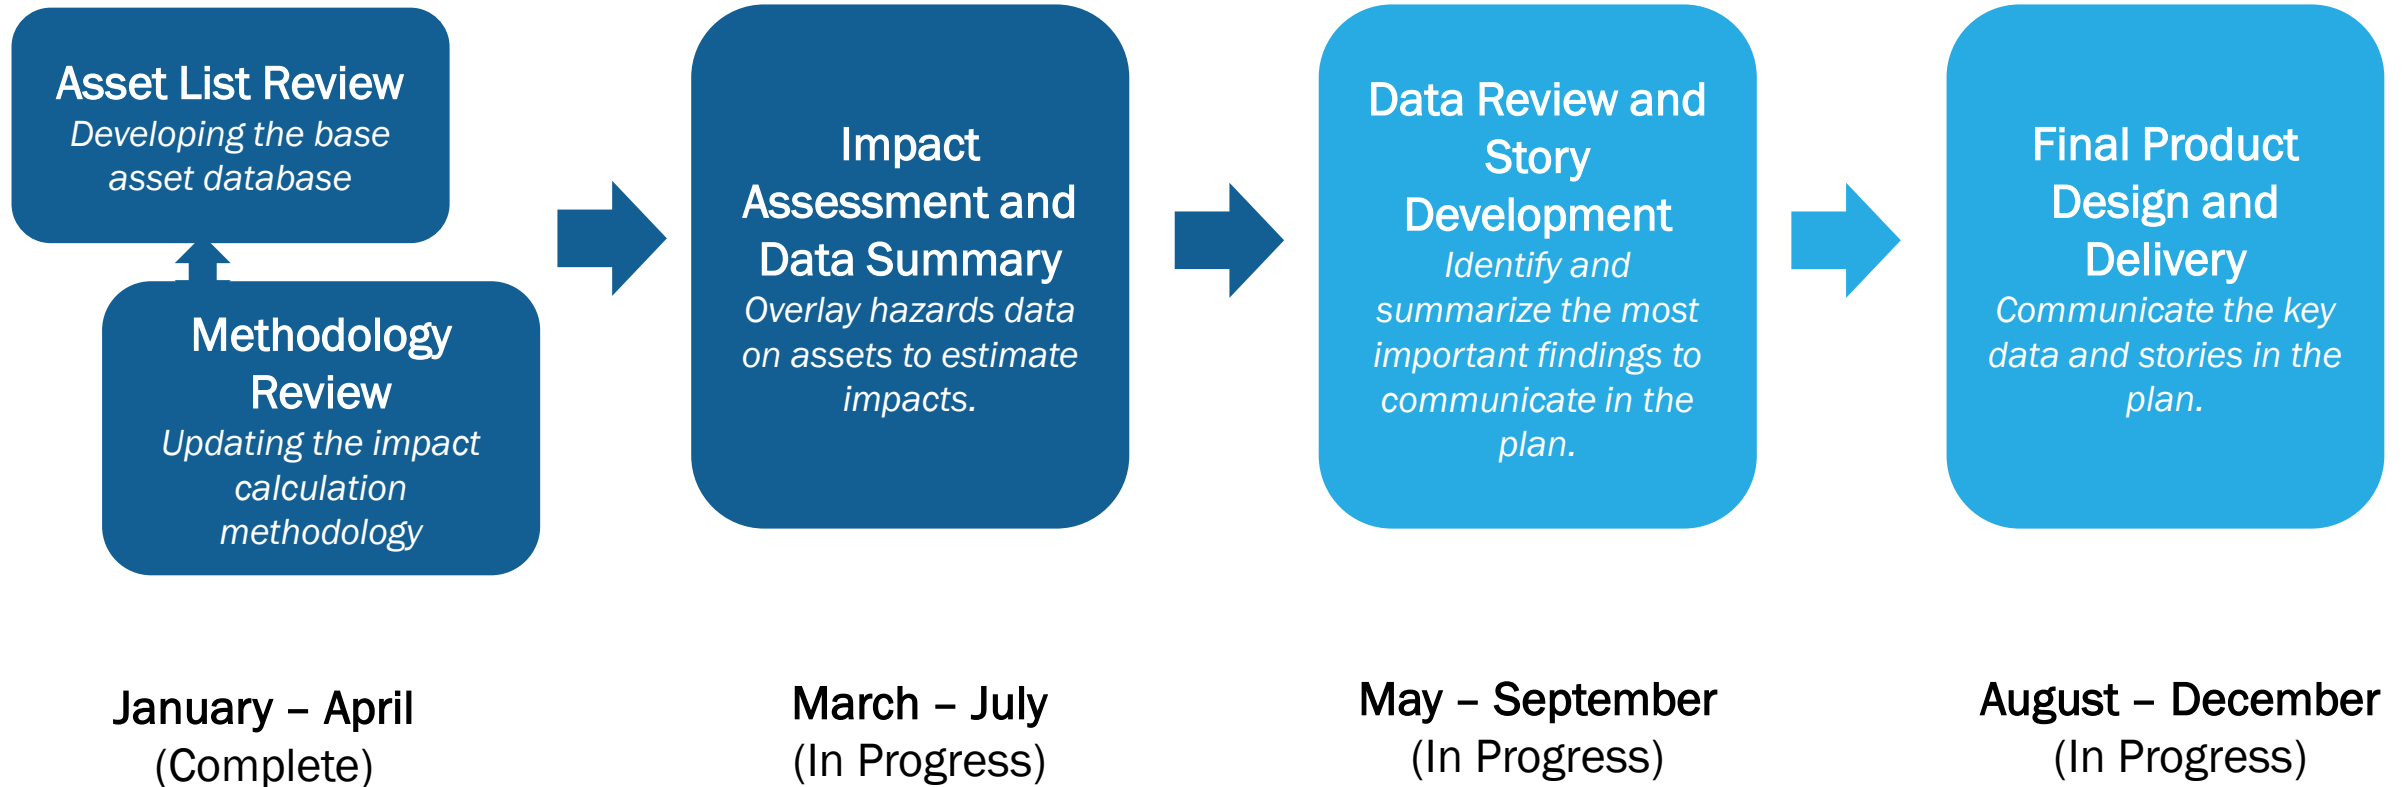 Asset List Review
Developing the base
asset database
Methodology
Review
Updating the impact
calculation
methodology
January – April
(Complete)
Impact
Assessment and
Data Summary
Overlay hazards data
on assets to estimate
impacts.
March – July
(In Progress)
Data Review and
Story
Development
Identify and
summarize the most
important findings to
communicate in the
plan.
May – September
(In Progress)
Final Product
Design and
Delivery
Communicate the key
data and stories in the
plan.
August – December
(In Progress)